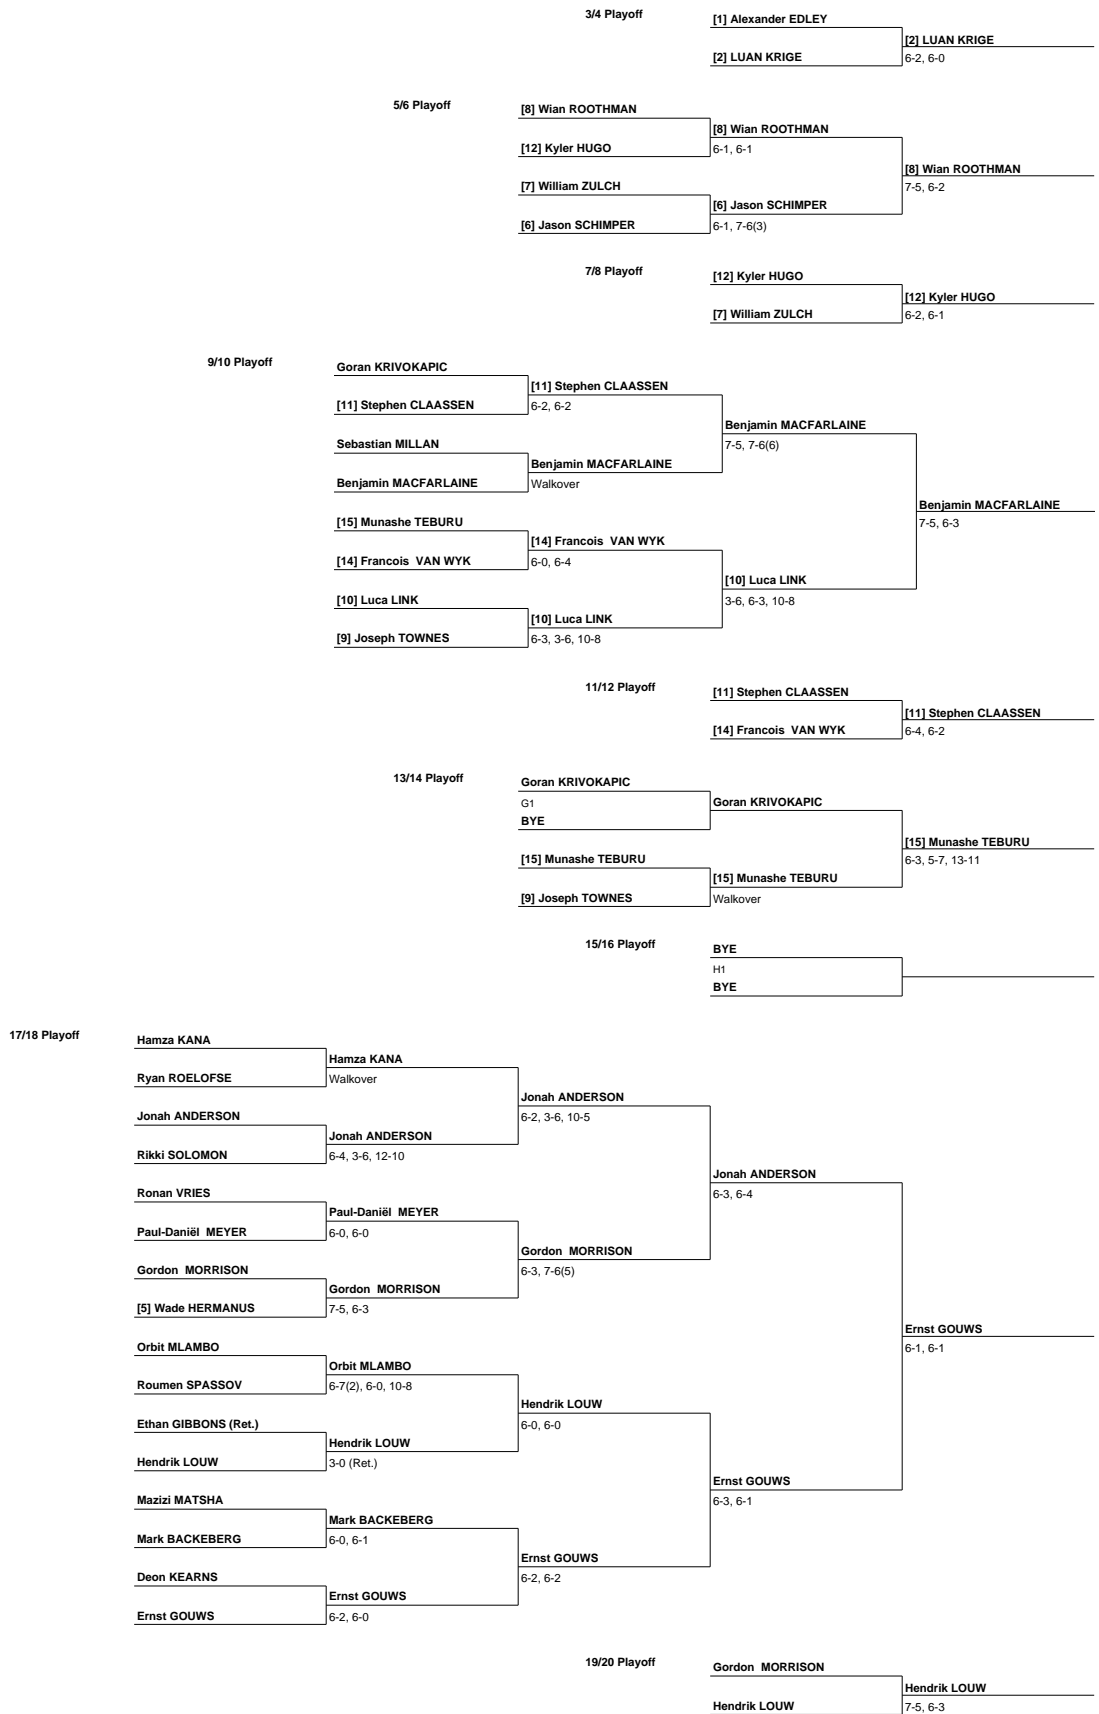 3/4 Playoff
[1] Alexander EDLEY
[2] LUAN KRIGE
[2] LUAN KRIGE
6-2, 6-0
5/6 Playoff
[8] Wian ROOTHMAN
[8] Wian ROOTHMAN
[12] Kyler HUGO
6-1, 6-1
[8] Wian ROOTHMAN
[7] William ZULCH
7-5, 6-2
[6] Jason SCHIMPER
[6] Jason SCHIMPER
6-1, 7-6(3)
7/8 Playoff
[12] Kyler HUGO
[12] Kyler HUGO
[7] William ZULCH
6-2, 6-1
9/10 Playoff
Goran KRIVOKAPIC
[11] Stephen CLAASSEN
[11] Stephen CLAASSEN
6-2, 6-2
Benjamin MACFARLAINE
Sebastian MILLAN
7-5, 7-6(6)
Benjamin MACFARLAINE
Benjamin MACFARLAINE
Walkover
Benjamin MACFARLAINE
[15] Munashe TEBURU
7-5, 6-3
[14] Francois  VAN WYK
[14] Francois  VAN WYK
6-0, 6-4
[10] Luca LINK
[10] Luca LINK
3-6, 6-3, 10-8
[10] Luca LINK
[9] Joseph TOWNES
6-3, 3-6, 10-8
11/12 Playoff
[11] Stephen CLAASSEN
[11] Stephen CLAASSEN
[14] Francois  VAN WYK
6-4, 6-2
13/14 Playoff
Goran KRIVOKAPIC
G1
Goran KRIVOKAPIC
BYE
[15] Munashe TEBURU
[15] Munashe TEBURU
6-3, 5-7, 13-11
[15] Munashe TEBURU
[9] Joseph TOWNES
Walkover
15/16 Playoff
BYE
H1
BYE
17/18 Playoff
Hamza KANA
Hamza KANA
Ryan ROELOFSE
Walkover
Jonah ANDERSON
Jonah ANDERSON
6-2, 3-6, 10-5
Jonah ANDERSON
Rikki SOLOMON
6-4, 3-6, 12-10
Jonah ANDERSON
Ronan VRIES
6-3, 6-4
Paul-Daniël  MEYER
Paul-Daniël  MEYER
6-0, 6-0
Gordon  MORRISON
Gordon  MORRISON
6-3, 7-6(5)
Gordon  MORRISON
[5] Wade HERMANUS
7-5, 6-3
Ernst GOUWS
Orbit MLAMBO
6-1, 6-1
Orbit MLAMBO
Roumen SPASSOV
6-7(2), 6-0, 10-8
Hendrik LOUW
Ethan GIBBONS (Ret.)
6-0, 6-0
Hendrik LOUW
Hendrik LOUW
3-0 (Ret.)
Ernst GOUWS
Mazizi MATSHA
6-3, 6-1
Mark BACKEBERG
Mark BACKEBERG
6-0, 6-1
Ernst GOUWS
Deon KEARNS
6-2, 6-2
Ernst GOUWS
Ernst GOUWS
6-2, 6-0
19/20 Playoff
Gordon  MORRISON
Hendrik LOUW
Hendrik LOUW
7-5, 6-3